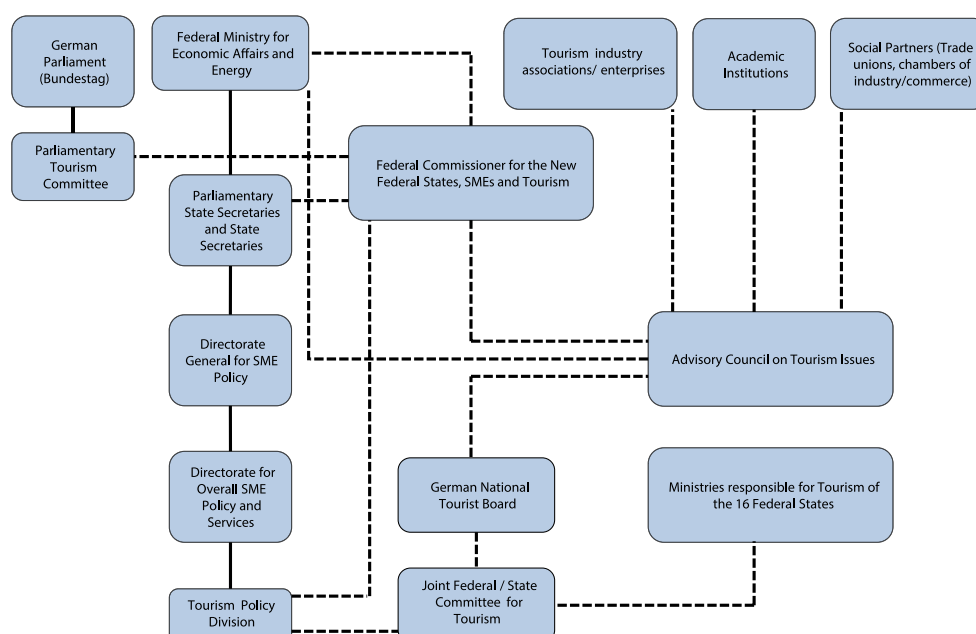 German
Parliament
(Bundestag)
Federal Ministry for
Economic Affairs and
Energy
Tourism industry
associations/ enterprises
Academic
Institutions
Social Partners (Trade
unions, chambers of
industry/commerce)
Parliamentary
Tourism
Committee
Federal Commissioner for the New
Federal States, SMEs and Tourism
Parliamentary
State Secretaries
and State
Secretaries
Directorate
General for SME
Policy
Advisory Council on Tourism Issues
Directorate for
Overall SME
Policy and
Services
German National
Tourist Board
Ministries responsible for Tourism of
the 16 Federal States
Tourism Policy
Division
Joint Federal / State
Committee for
Tourism